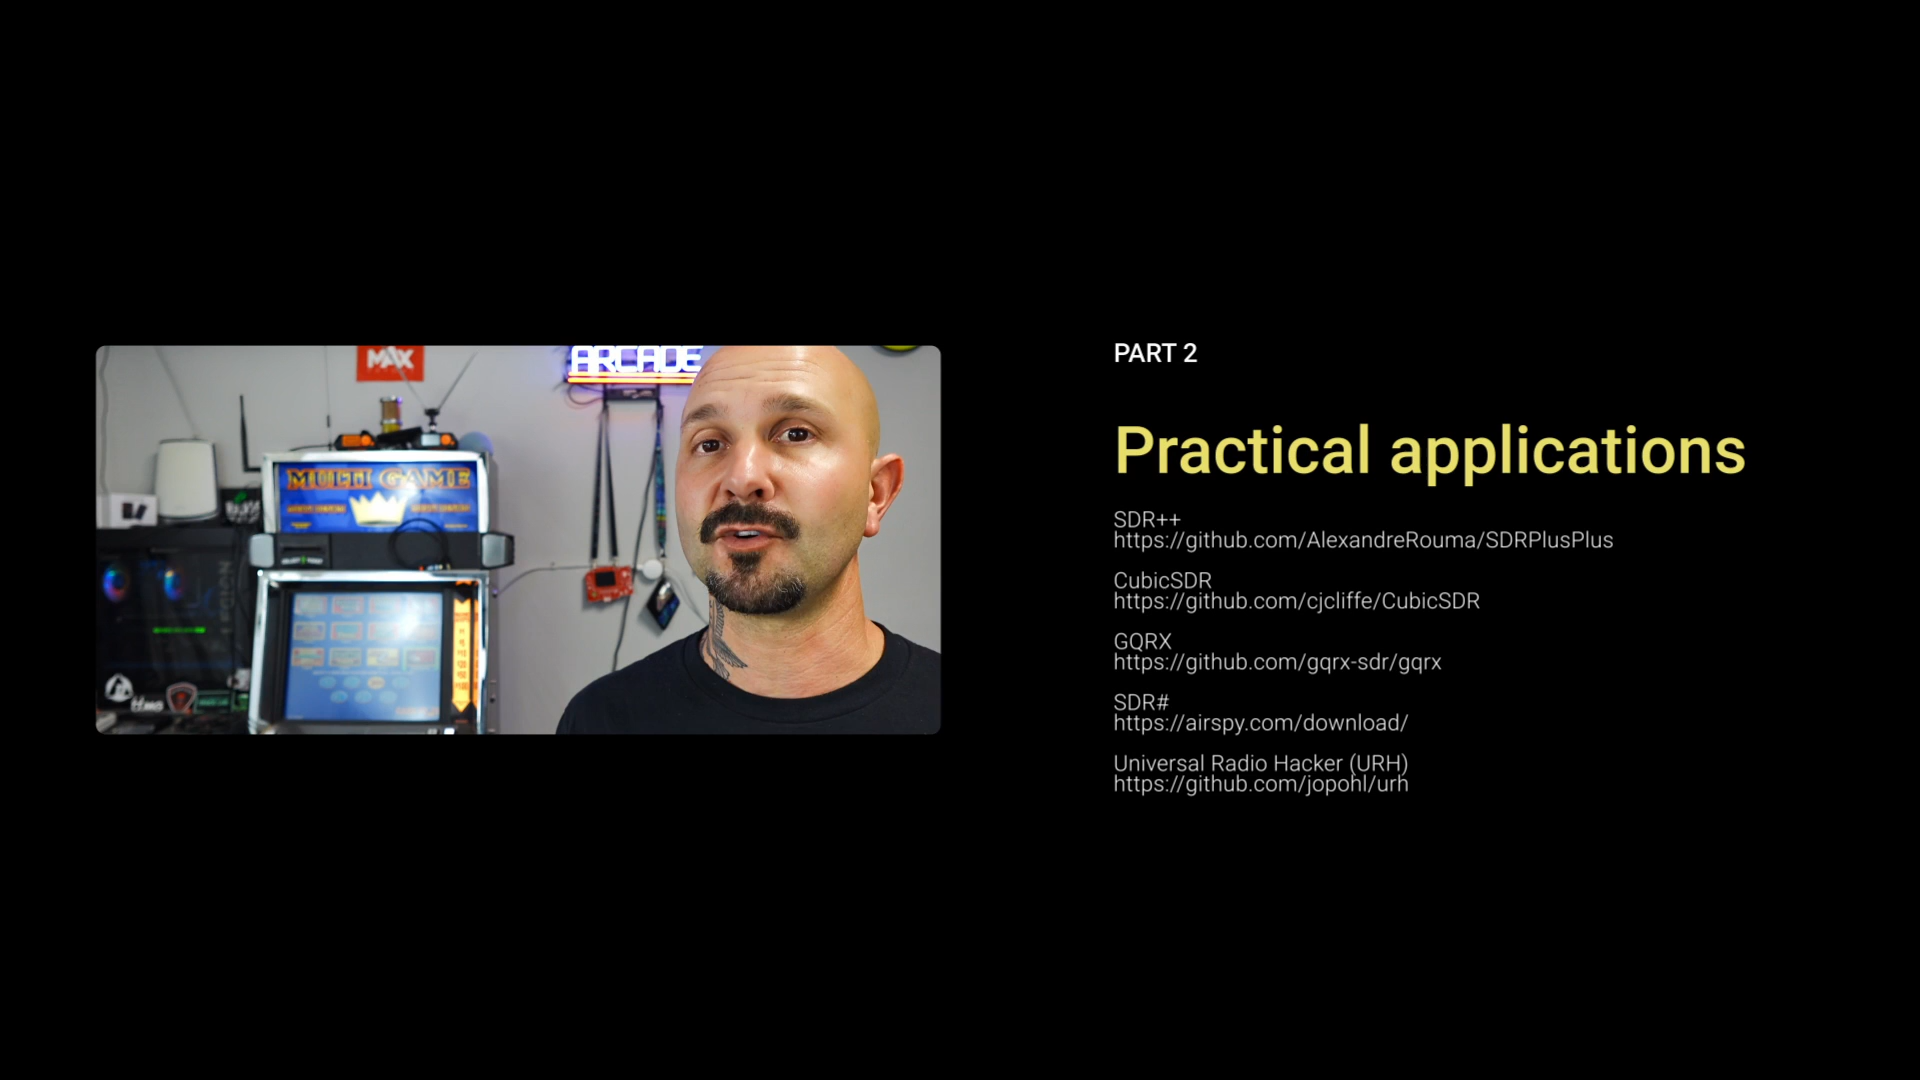 MAX
ARCADE
MULTI GAME
PART 2
Practical applications
SDR++
https://github.com/AlexandreRouma/SDRPlusPlus
CubicSDR
https://github.com/cjcliffe/CubicSDR
GQRX
https://github.com/gqrx-sdr/gqrx
SDR#
https://airspy.com/download/
Universal Radio Hacker (URH)
https://github.com/jopohl/urh